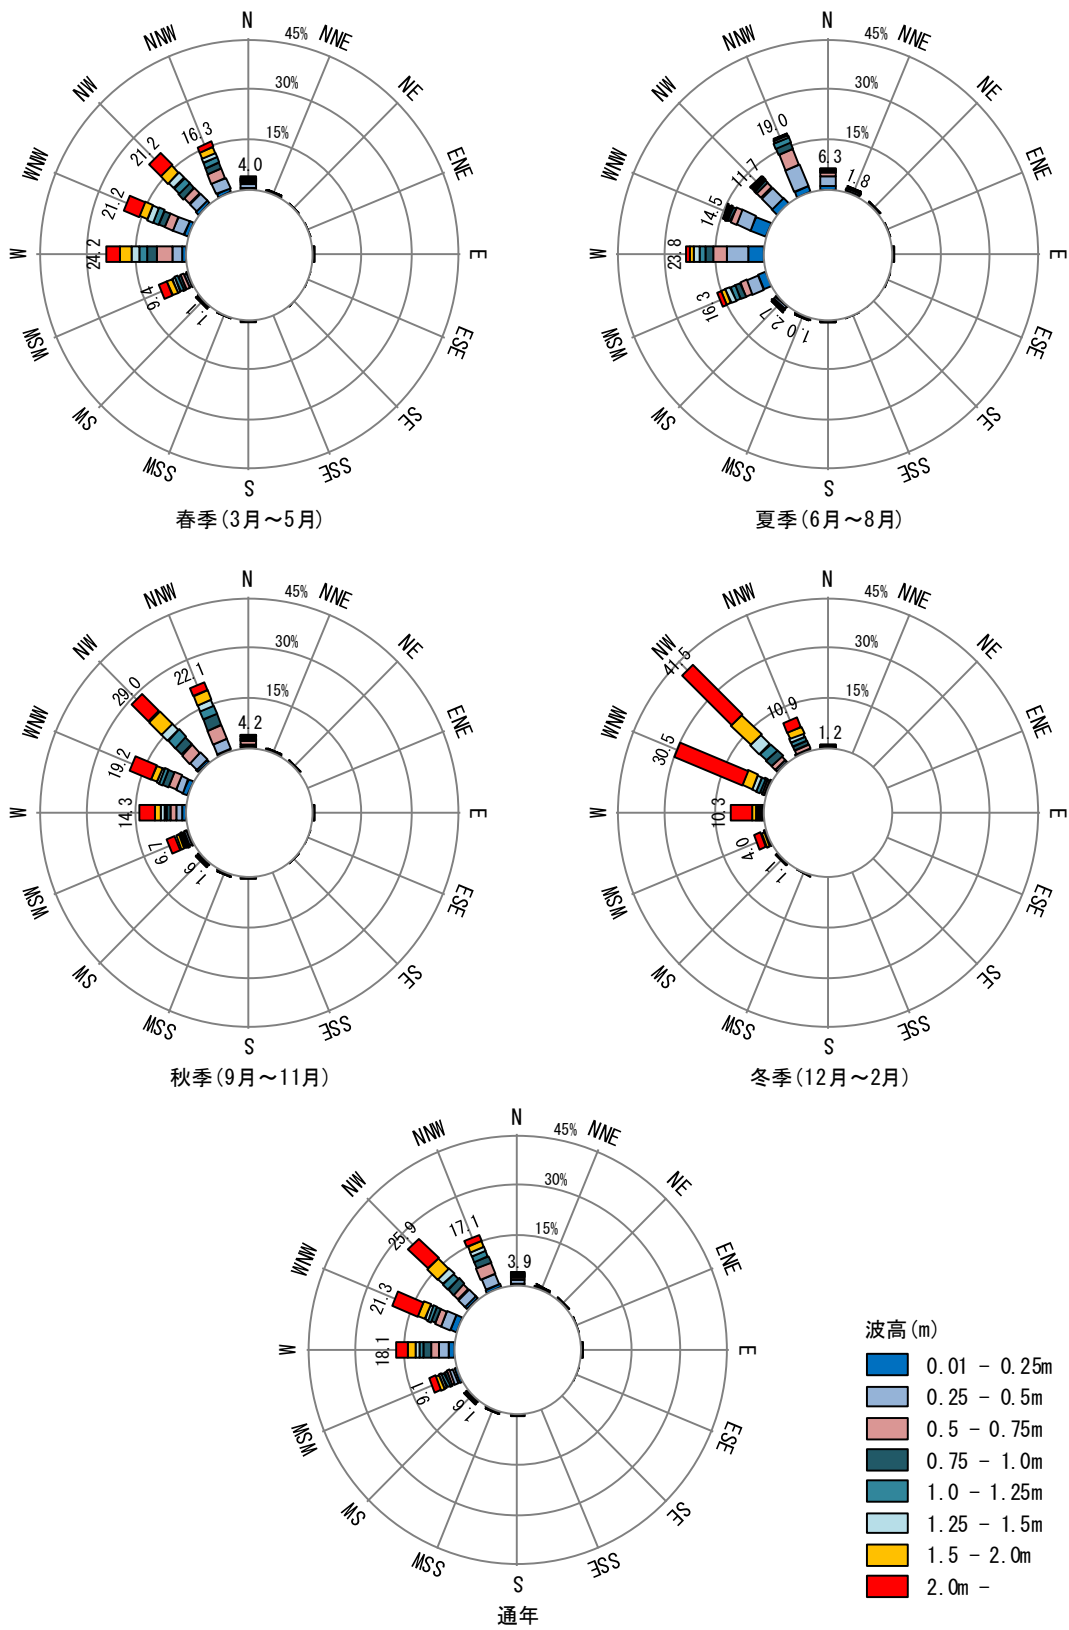 N
NNE
NE
ENE
E
ESE
SE
SSE
S
SSW
SW
WSW
W
WNW
NW
NNW
45%
30%
15%
4.0
16.3
21.2
21.2
24.2
9.4
1.1
春季(3月～5月)
N
NNE
NE
ENE
E
ESE
SE
SSE
S
SSW
SW
WSW
W
WNW
NW
NNW
45%
30%
15%
6.3
1.8
19.0
11.7
14.5
23.8
16.3
2.7
1.0
夏季(6月～8月)
N
NNE
NE
ENE
E
ESE
SE
SSE
S
SSW
SW
WSW
W
WNW
NW
NNW
45%
30%
15%
4.2
22.1
29.0
19.2
14.3
6.7
1.6
秋季(9月～11月)
N
NNE
NE
ENE
E
ESE
SE
SSE
S
SSW
SW
WSW
W
WNW
NW
NNW
45%
30%
15%
1.2
10.9
41.5
30.5
10.3
4.0
1.1
冬季(12月～2月)
N
NNE
NE
ENE
E
ESE
SE
SSE
S
SSW
SW
WSW
W
WNW
NW
NNW
45%
30%
15%
3.9
17.1
25.9
21.3
18.1
9.1
1.6
通年
波高(m)
0.01 - 0.25m
0.25 - 0.5m
0.5 - 0.75m
0.75 - 1.0m
1.0 - 1.25m
1.25 - 1.5m
1.5 - 2.0m
2.0m -